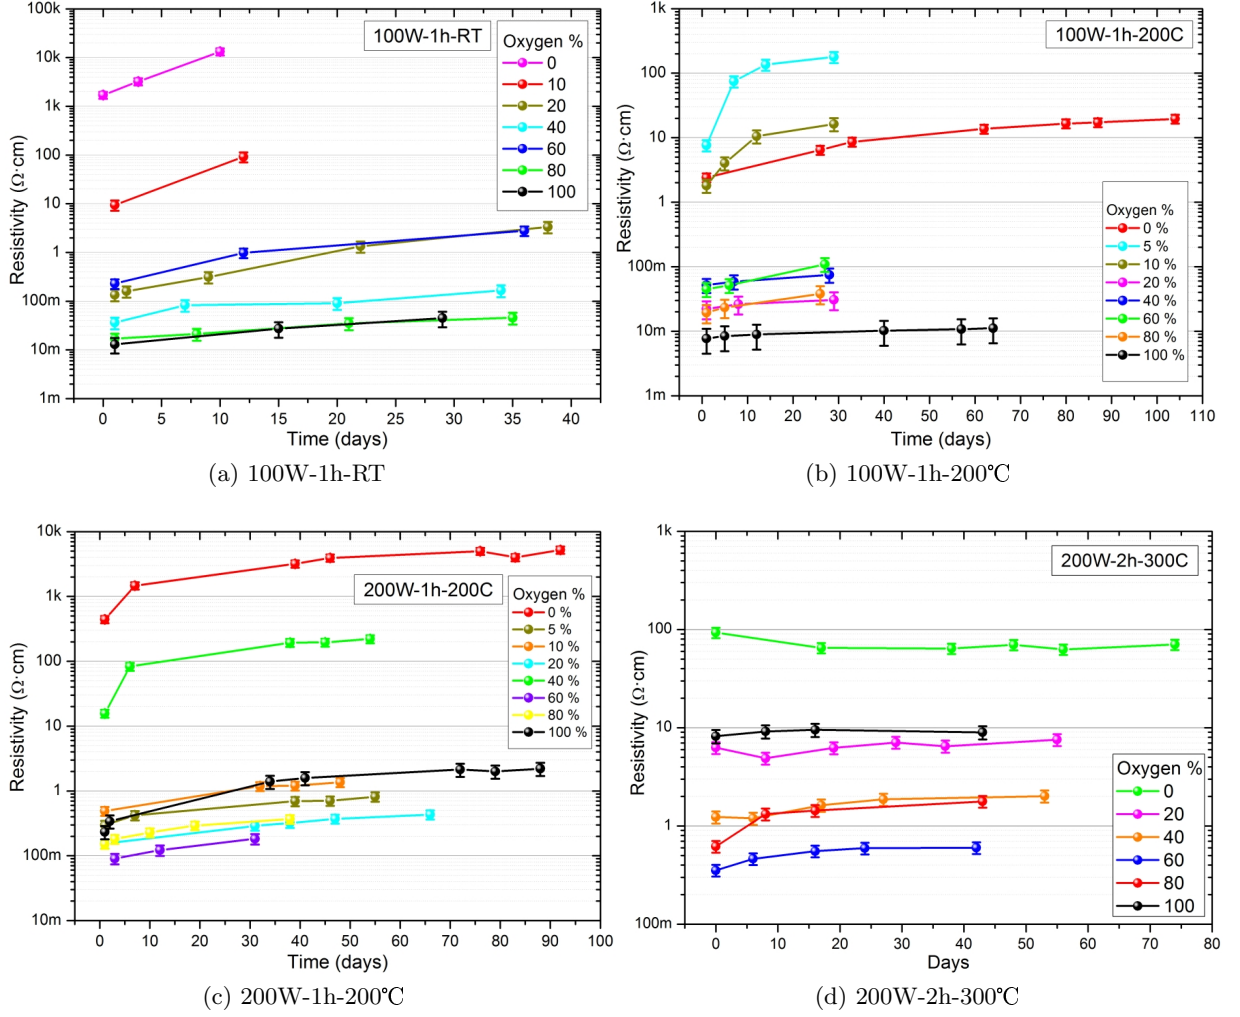 100k
10k
1k
100
10
1
100m
10m
1m
Resistivity (Ω·cm)
100W-1h-RT
Oxygen %
0
10
20
40
60
80
100
0 5 10 15 20 25 30 35 40
Time (days)
(a) 100W-1h-RT
1k
100
10
1
100m
10m
1m
Resistivity (Ω·cm)
100W-1h-200C
Oxygen %
0 %
5 %
10 %
20 %
40 %
60 %
80 %
100 %
0 10 20 30 40 50 60 70 80 90 100 110
Time (days)
(b) 100W-1h-200℃
10k
1k
100
10
1
100m
10m
Resistivity (Ω·cm)
200W-1h-200C
Oxygen %
0 %
5 %
10 %
20 %
40 %
60 %
80 %
100 %
0 10 20 30 40 50 60 70 80 90 100
Time (days)
(c) 200W-1h-200℃
1k
100
10
1
100m
Resistivity (Ω·cm)
200W-2h-300C
Oxygen %
0
20
40
60
80
100
0 10 20 30 40 50 60 70 80
Days
(d) 200W-2h-300℃